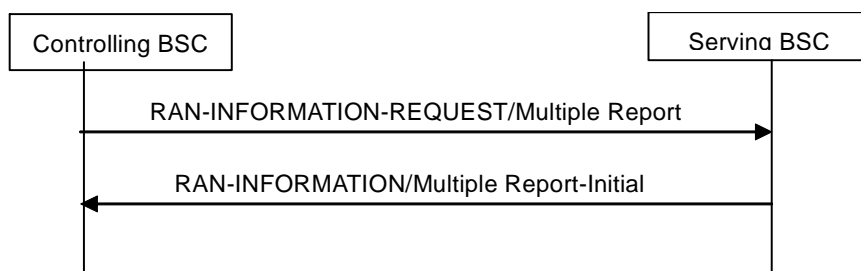 Controlling BSC
Serving BSC
RAN-INFORMATION-REQUEST/Multiple Report
RAN-INFORMATION/Multiple Report-Initial